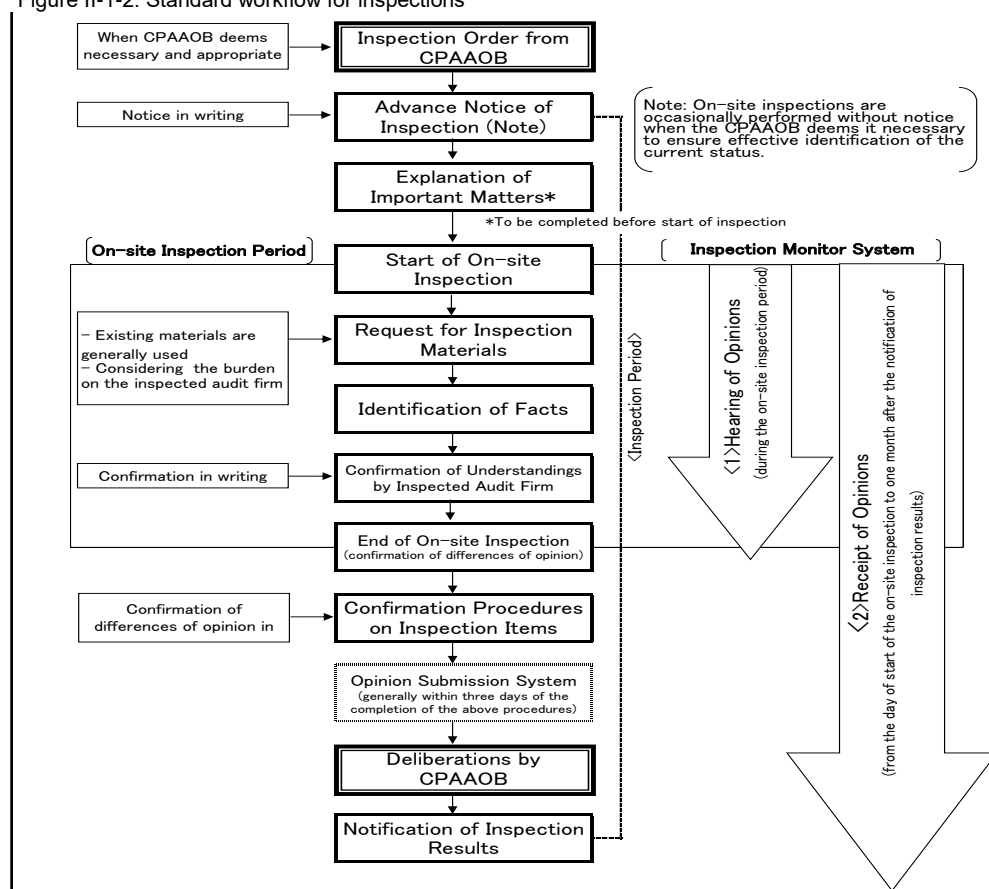 Figure II-1-2: Standard workflow for inspections
When CPAAOB deems
necessary and appropriate
Inspection Order from
CPAAOB
Notice in writing
Advance Notice of
Inspection (Note)
Note: On-site inspections are
occasionally performed without notice
when the CPAAOB deems it necessary
to ensure effective identification of the
current status.
Explanation of
Important Matters*
*To be completed before start of inspection
On-site Inspection Period
Start of On-site
Inspection
Inspection Monitor System
- Existing materials are
generally used
- Considering the burden
on the inspected audit firm
Request for Inspection
Materials
Identification of Facts
Confirmation in writing
Confirmation of Understandings
by Inspected Audit Firm
End of On-site Inspection
(confirmation of differences of opinion)
<Inspection Period>
<1>Hearing of Opinions
(during the on-site inspection period)
<2>Receipt of Opinions
(from the day of start of the on-site inspection to one month after the notification of
inspection results)
Confirmation of
differences of opinion in
Confirmation Procedures
on Inspection Items
Opinion Submission System
(generally within three days of the
completion of the above procedures)
Deliberations by
CPAAOB
Notification of Inspection
Results